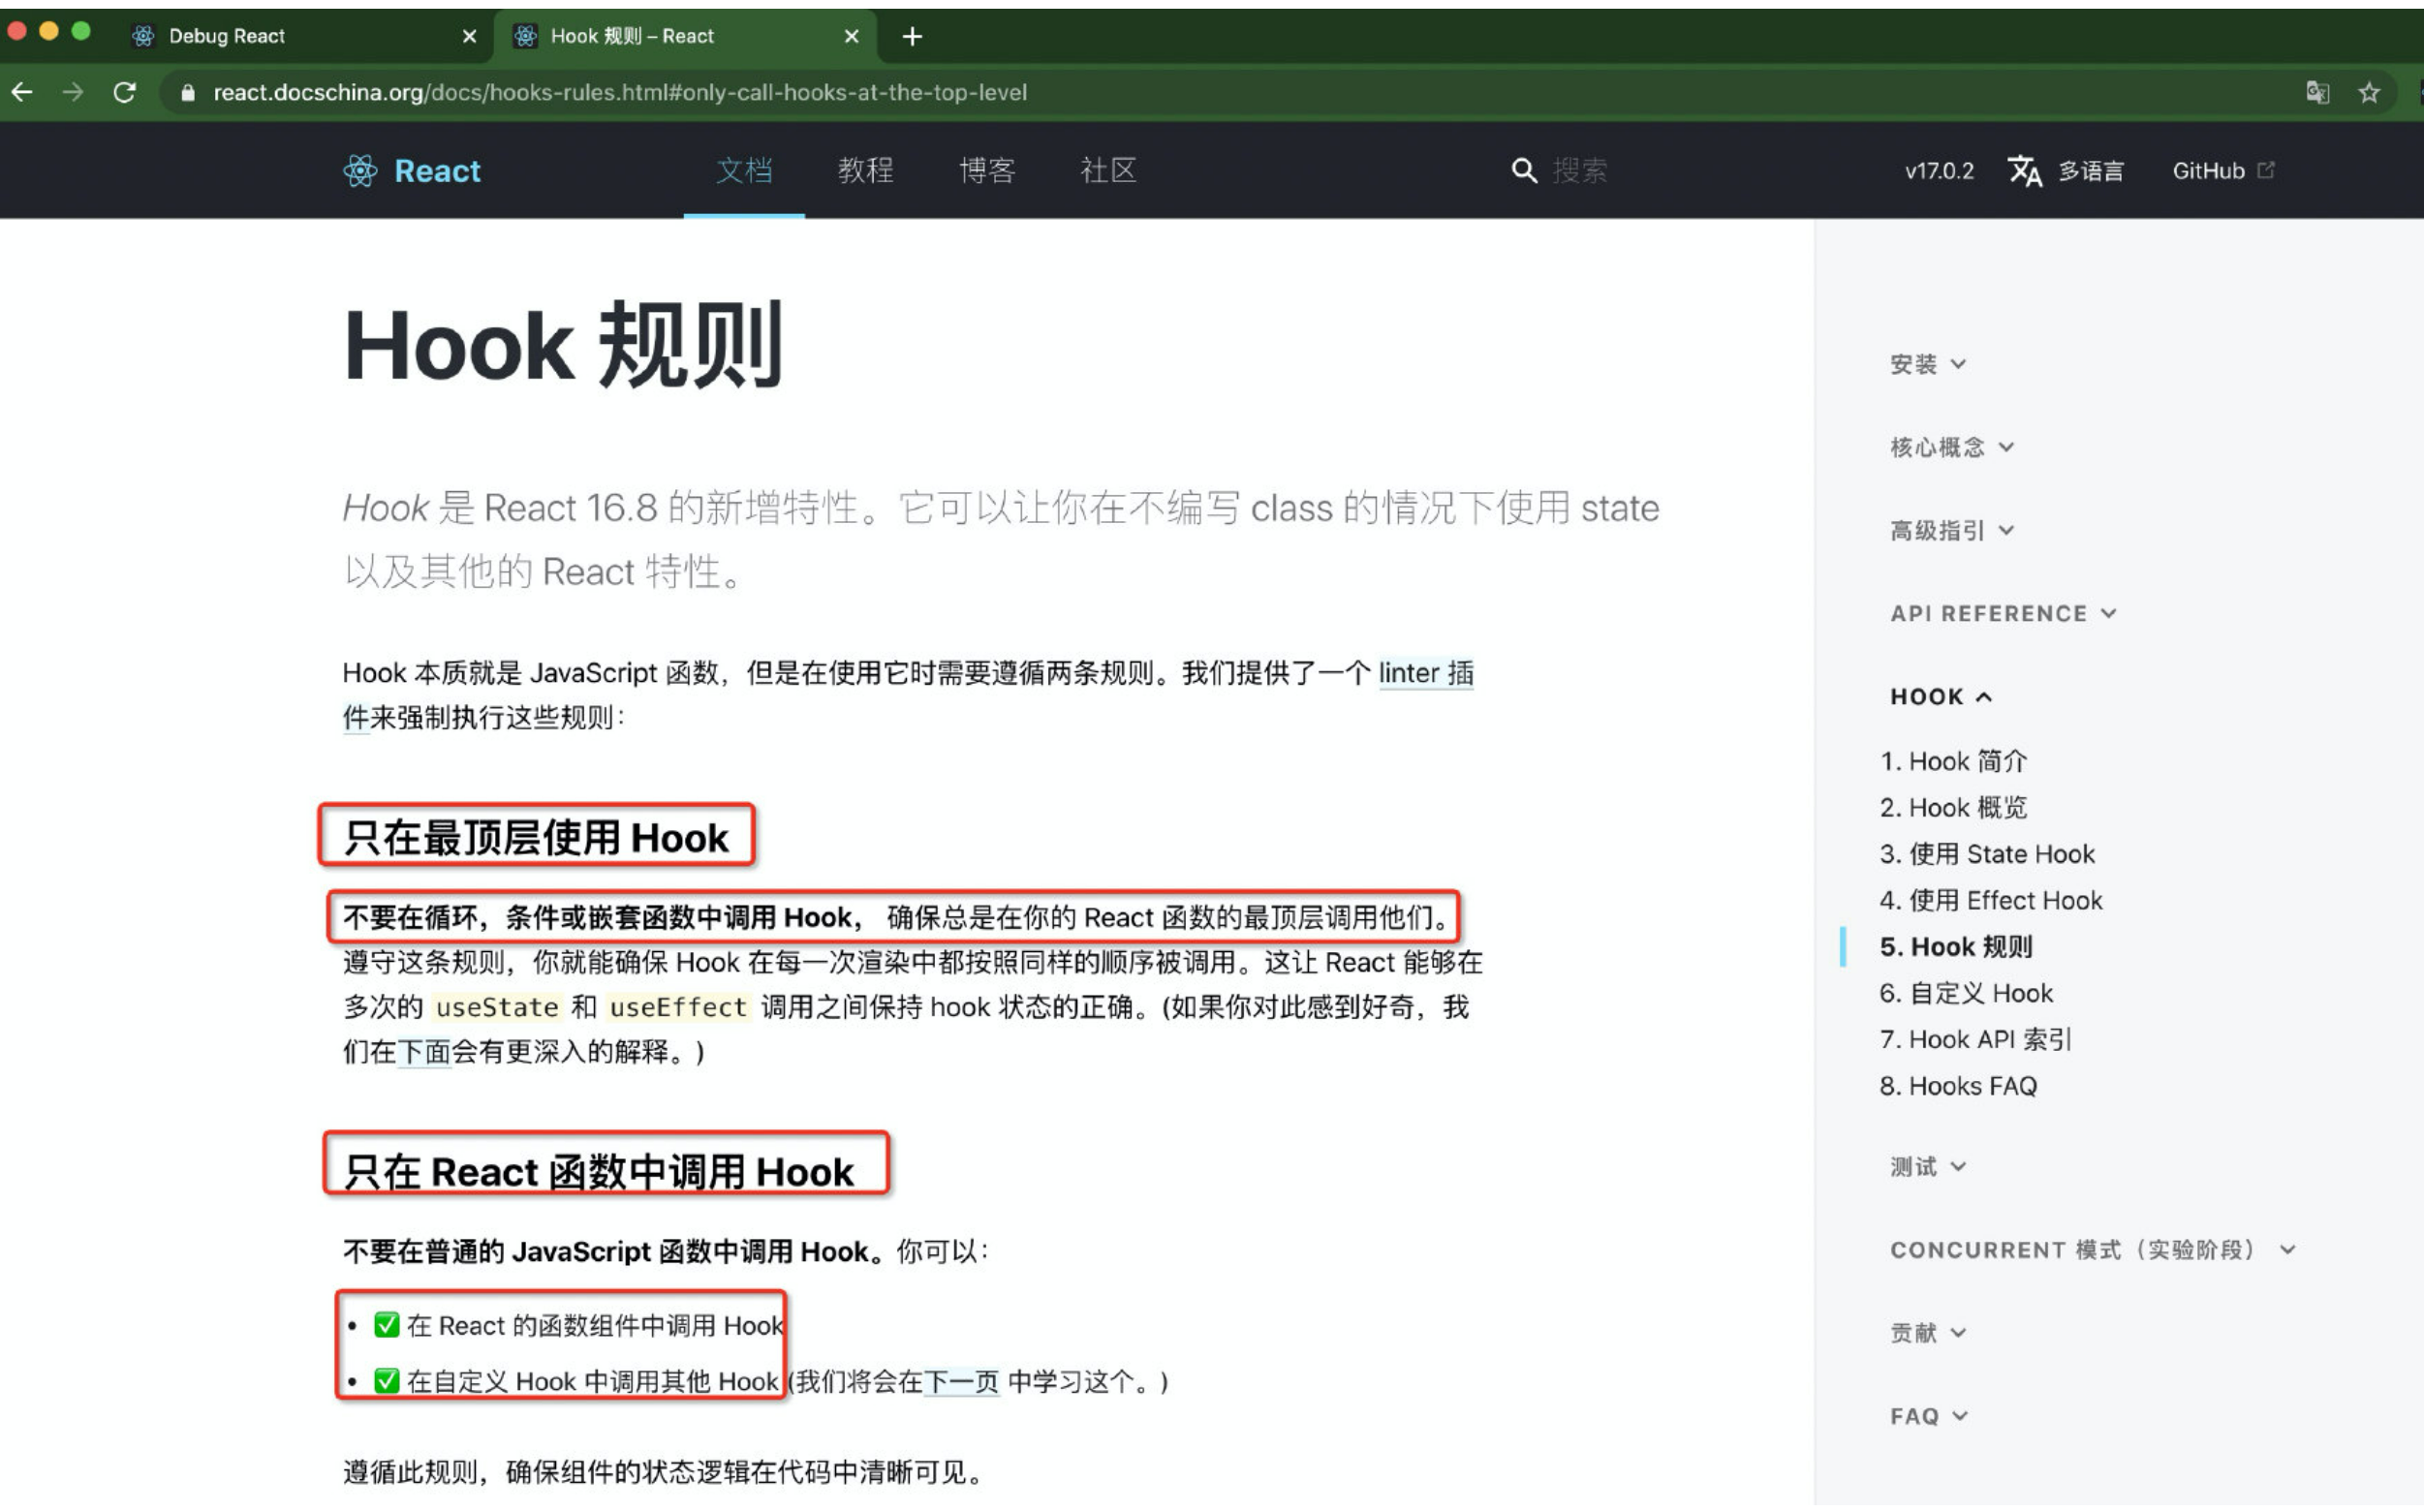 Debug React
Hook 规则 – React
react.docschina.org/docs/hooks-rules.html#only-call-hooks-at-the-top-level
React
文档
教程
博客
社区
搜索
v17.0.2
多语言
GitHub
Hook 规则
Hook 是 React 16.8 的新增特性。它可以让你在不编写 class 的情况下使用 state
以及其他的 React 特性。
Hook 本质就是 JavaScript 函数，但是在使用它时需要遵循两条规则。我们提供了一个 linter 插
件来强制执行这些规则：
只在最顶层使用 Hook
不要在循环，条件或嵌套函数中调用 Hook， 确保总是在你的 React 函数的最顶层调用他们。
遵守这条规则，你就能确保 Hook 在每一次渲染中都按照同样的顺序被调用。这让 React 能够在
多次的 useState 和 useEffect 调用之间保持 hook 状态的正确。(如果你对此感到好奇，我
们在下面会有更深入的解释。)
只在 React 函数中调用 Hook
不要在普通的 JavaScript 函数中调用 Hook。你可以：
• ✅ 在 React 的函数组件中调用 Hook
• ✅ 在自定义 Hook 中调用其他 Hook (我们将会在下一页 中学习这个。)
遵循此规则，确保组件的状态逻辑在代码中清晰可见。
安装
核心概念
高级指引
API REFERENCE
HOOK
1. Hook 简介
2. Hook 概览
3. 使用 State Hook
4. 使用 Effect Hook
5. Hook 规则
6. 自定义 Hook
7. Hook API 索引
8. Hooks FAQ
测试
CONCURRENT 模式（实验阶段）
贡献
FAQ